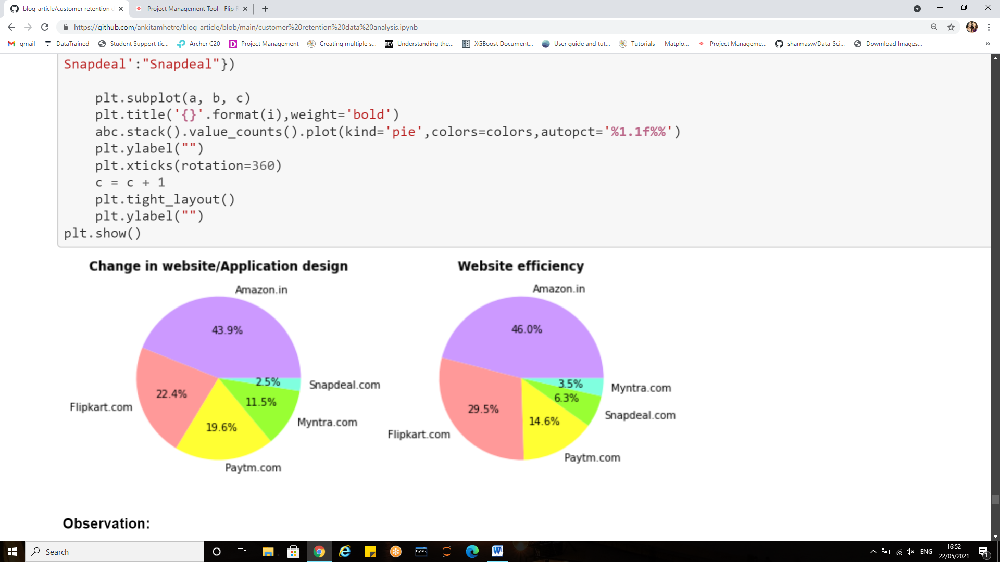 blog-article/customer retention
Project Management Tool - Flip
https://github.com/ankitamhetre/blog-article/blob/main/customer%20retention%20data%20analysis.ipynb
gmail DataTrained Student Support tic... Archer C20 Project Management Creating multiple s... DEV Understanding the... XGBoost Document... User guide and tut... Tutorials — Matplo... Project Manageme... sharmasw/Data-Sci... Download Images... »
Snapdeal':"Snapdeal"})
plt.subplot(a, b, c)
plt.title('{}'.format(i),weight='bold')
abc.stack().value_counts().plot(kind='pie',colors=colors,autopct='%1.1f%%')
plt.ylabel("")
plt.xticks(rotation=360)
c = c + 1
plt.tight_layout()
plt.ylabel("")
plt.show()
Change in website/Application design
Amazon.in
43.9%
2.5%
Snapdeal.com
22.4%
11.5%
Flipkart.com
Myntra.com
19.6%
Paytm.com
Website efficiency
Amazon.in
46.0%
3.5%
Myntra.com
6.3%
29.5%
Snapdeal.com
14.6%
Flipkart.com
Paytm.com
Observation:
Search
MySQL
W
ENG
16:52
22/05/2021
1